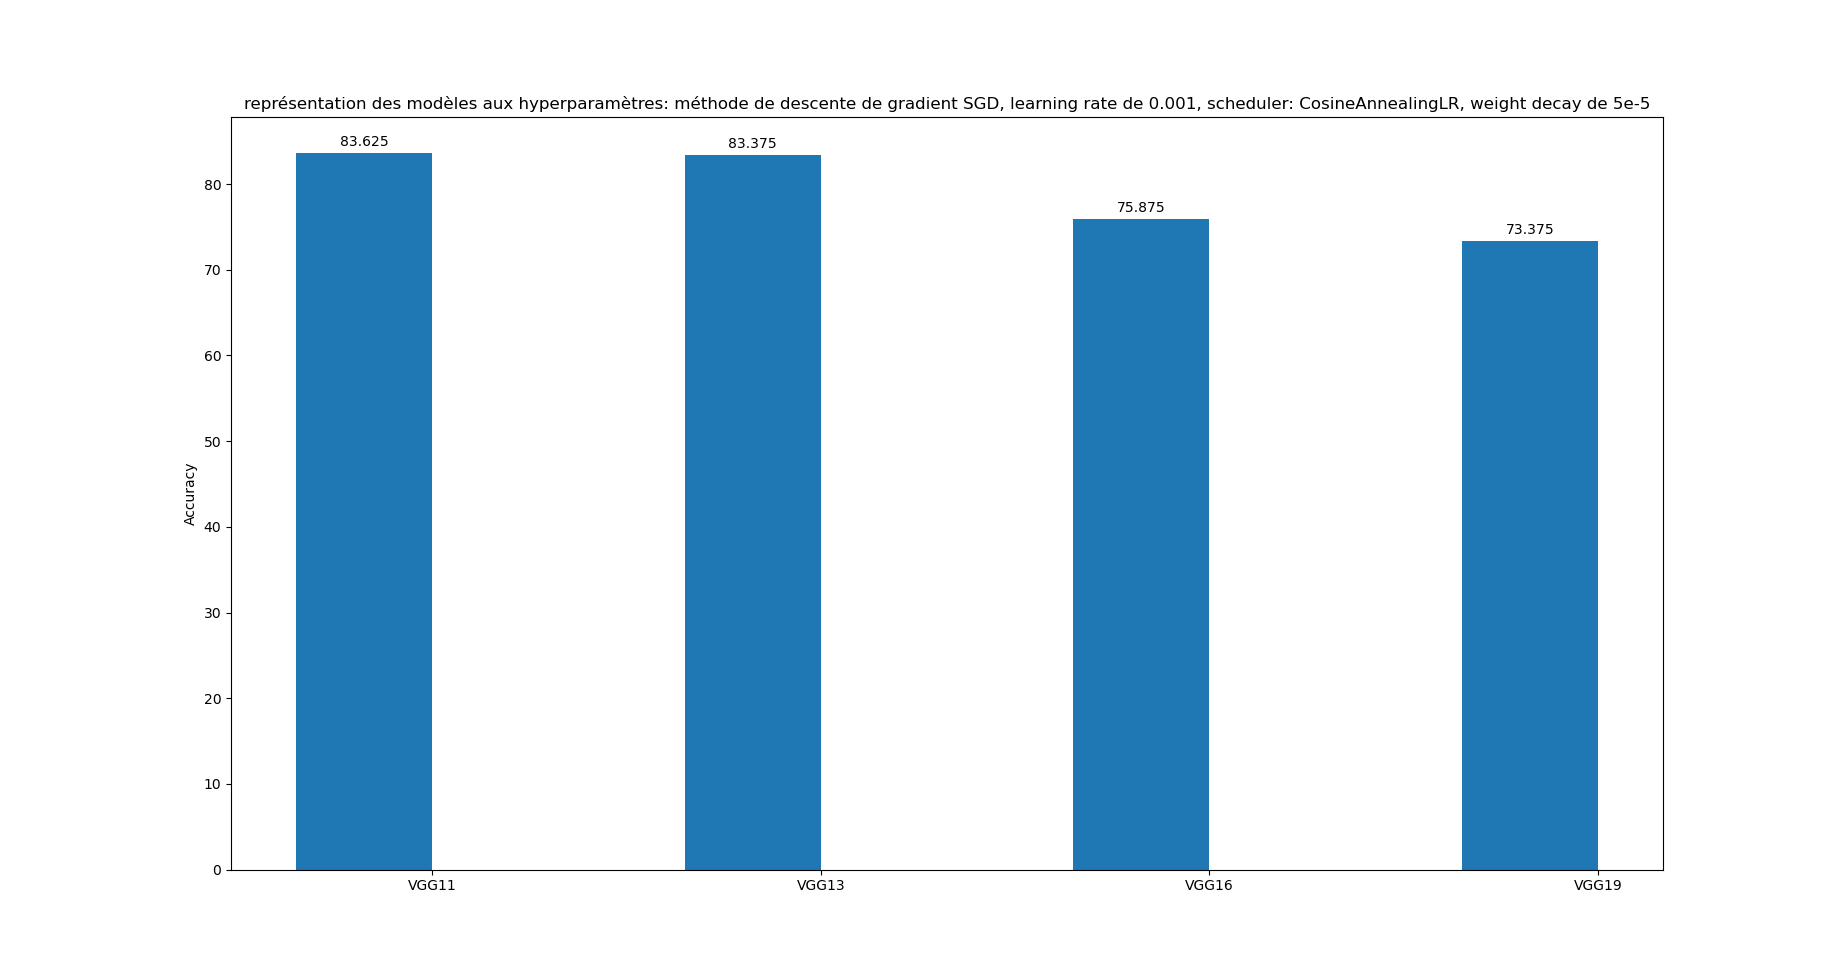 représentation des modèles aux hyperparamètres: méthode de descente de gradient SGD, learning rate de 0.001, scheduler: CosineAnnealingLR, weight decay de 5e-5
83.625
83.375
75.875
73.375
80
70
60
50
40
30
20
10
0
Accuracy
VGG11
VGG13
VGG16
VGG19